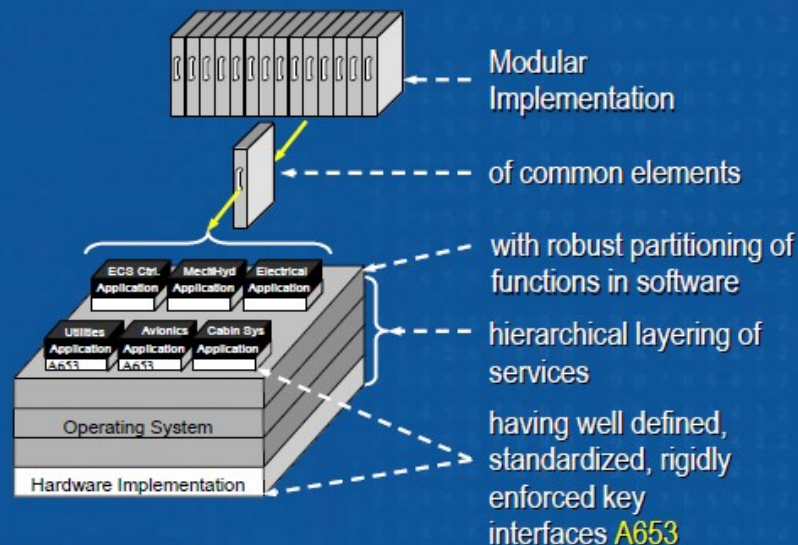 Modular
Implementation
of common elements
with robust partitioning of
functions in software
hierarchical layering of
services
having well defined,
standardized, rigidly
enforced key
interfaces A653
ECS Ctrl.
Application
Mech\Hyd
Application
Electrical
Application
Utilities
Application
A653
Avionics
Application
A653
Cabin Sys
Application
Operating System
Hardware Implementation